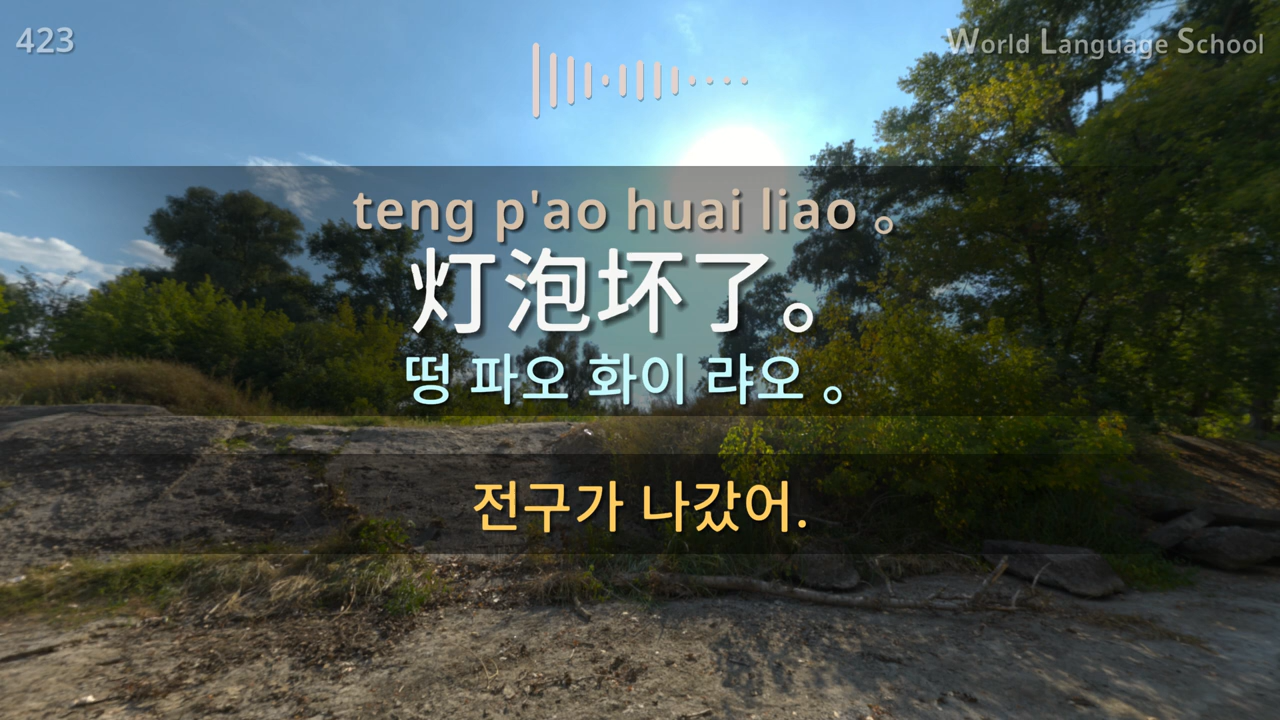 423
World Language School
teng p'ao huai liao 。
灯泡坏了。
떵 파오 화이 랴오 。
전구가 나갔어.